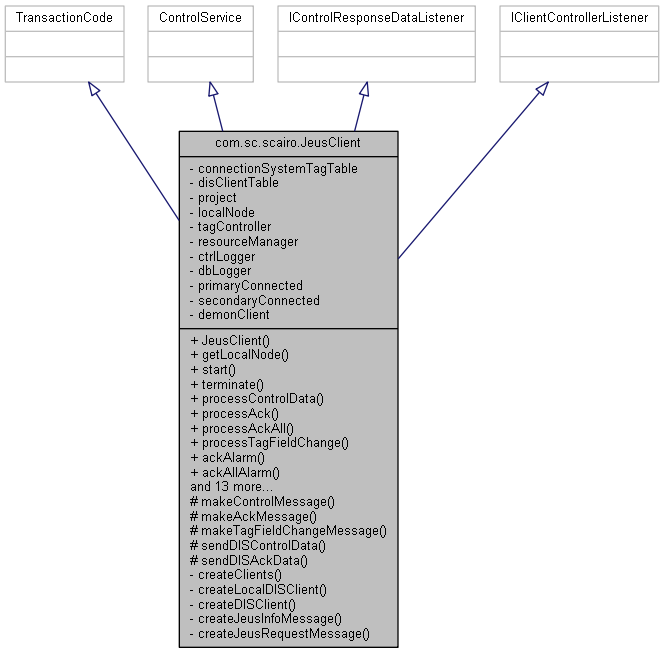 TransactionCode
ControlService
IControlResponseDataListener
IClientControllerListener
com.sc.scairo.JeusClient
- connectionSystemTagTable
- disClientTable
- project
- localNode
- tagController
- resourceManager
- ctrlLogger
- dbLogger
- primaryConnected
- secondaryConnected
- demonClient
+ JeusClient()
+ getLocalNode()
+ start()
+ terminate()
+ processControlData()
+ processAck()
+ processAckAll()
+ processTagFieldChange()
+ ackAlarm()
+ ackAllAlarm()
and 13 more...
# makeControlMessage()
# makeAckMessage()
# makeTagFieldChangeMessage()
# sendDISControlData()
# sendDISAckData()
- createClients()
- createLocalDISClient()
- createDISClient()
- createJeusInfoMessage()
- createJeusRequestMessage()